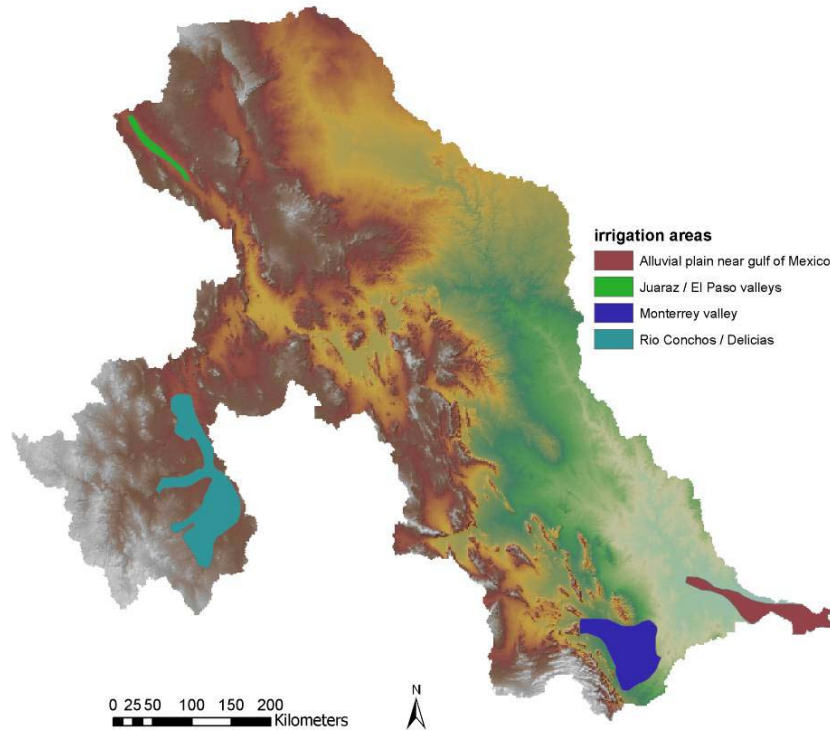 irrigation areas
Alluvial plain near gulf of Mexico
Juaraz / El Paso valleys
Monterrey valley
Rio Conchos / Delicias
N
0 25 50 100 150 200
Kilometers